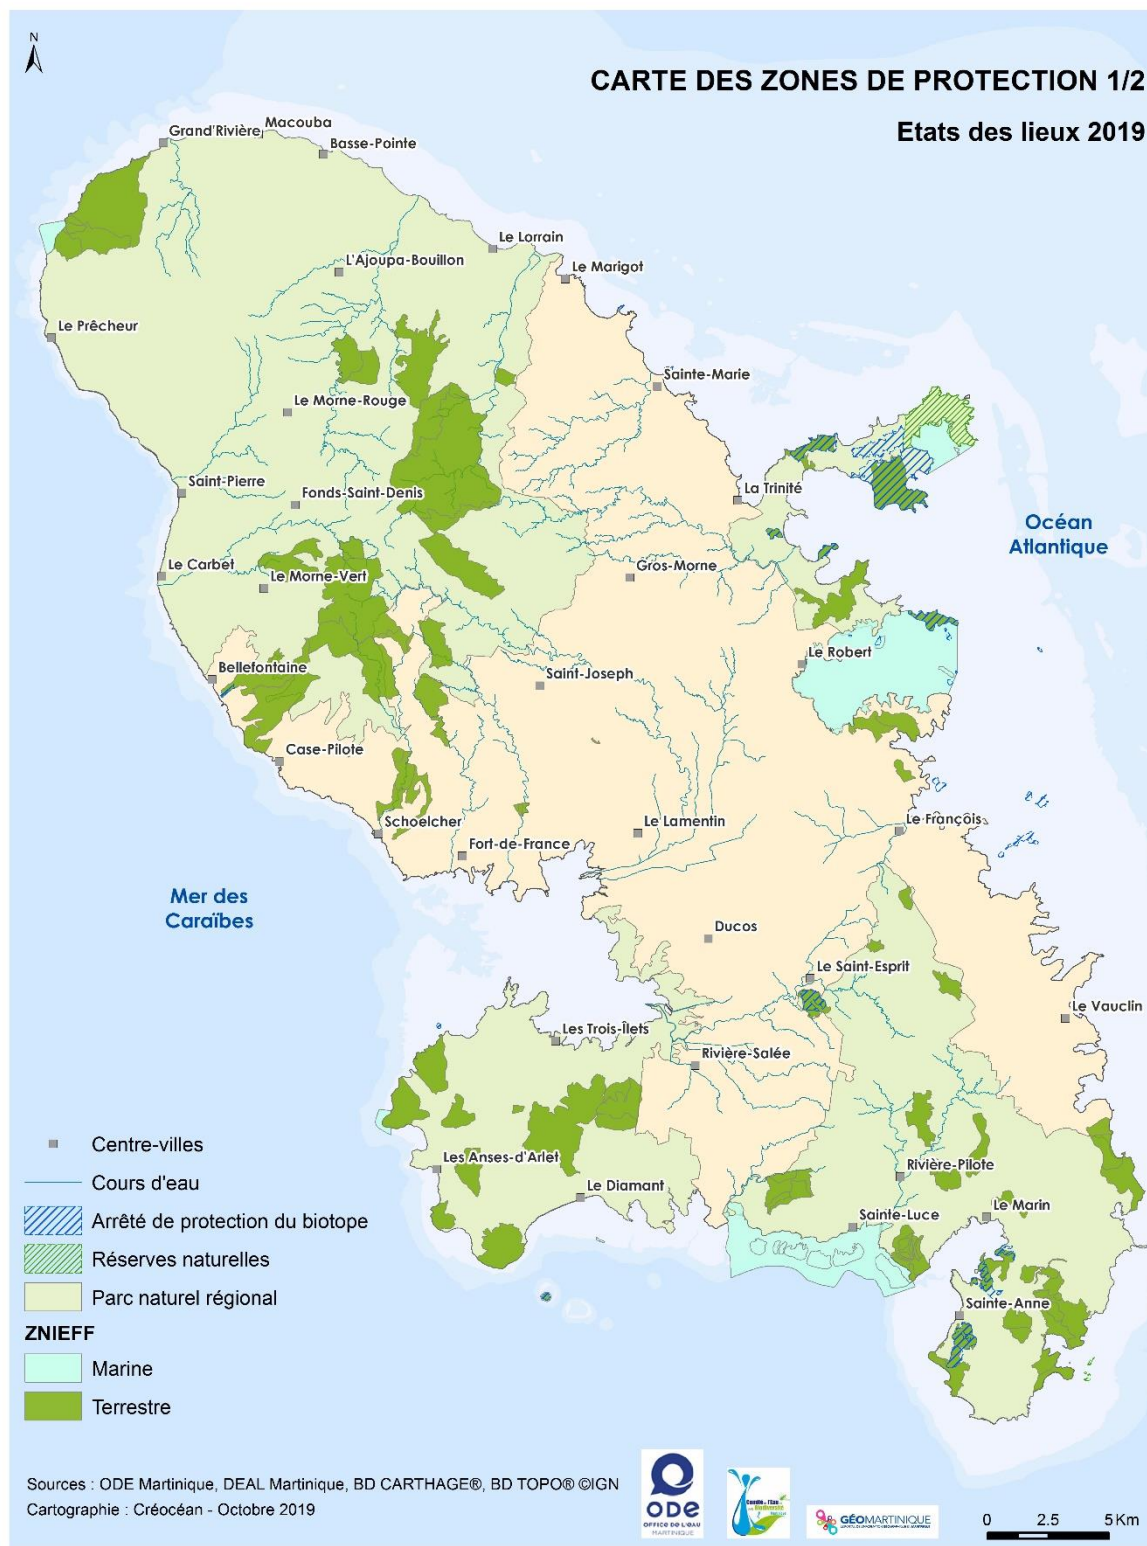 N
CARTE DES ZONES DE PROTECTION 1/2
Etats des lieux 2019
Grand'Rivière
Macouba
Basse-Pointe
Le Lorrain
L'Ajoupa-Bouillon
Le Marigot
Le Prêcheur
Sainte-Marie
Le Morne-Rouge
Saint-Pierre
Fonds-Saint-Denis
La Trinité
Océan
Atlantique
Le Carbet
Le Morne-Vert
Gros-Morne
Le Robert
Bellefontaine
Saint-Joseph
Case-Pilote
Schoelcher
Le Lamentin
Le François
Fort-de-France
Mer des
Caraïbes
Ducos
Le Saint-Esprit
Le Vauclin
Les Trois-Îlets
Rivière-Salée
Les Anses-d'Arlet
Rivière-Pilote
Le Diamant
Sainte-Luce
Le Marin
Sainte-Anne
Centre-villes
Cours d'eau
Arrêté de protection du biotope
Réserves naturelles
Parc naturel régional
ZNIEFF
Marine
Terrestre
Sources : ODE Martinique, DEAL Martinique, BD CARTHAGE®, BD TOPO® ©IGN
Cartographie : Créocéan - Octobre 2019
ODE
OFFICE DE L'EAU
MARTINIQUE
GÉOMARTINIQUE
0 2.5 5 Km